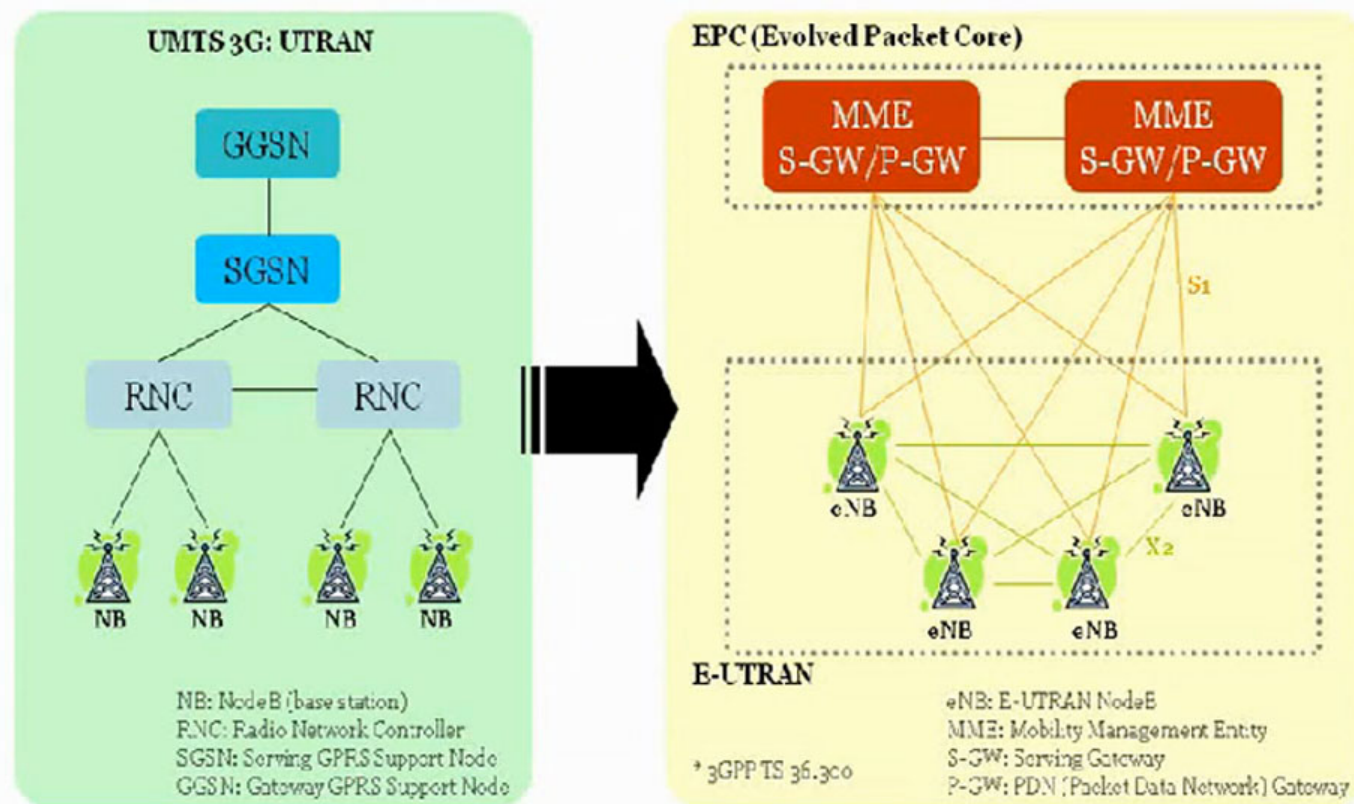 UMTS 3G: UTRAN
GGSN
SGSN
RNC
RNC
NB
NB
NB
NB
NB: NodeB (base station)
RNC: Radio Network Controller
SGSN: Serving GPRS Support Node
GGSN: Gateway GPRS Support Node
EPC (Evolved Packet Core)
MME
S-GW/P-GW
MME
S-GW/P-GW
S1
eNB
eNB
X2
eNB
eNB
E-UTRAN
* 3GPP TS 36.300
eNB: E-UTRAN NodeB
MME: Mobility Management Entity
S-GW: Serving Gateway
P-GW: PDN (Packet Data Network) Gateway